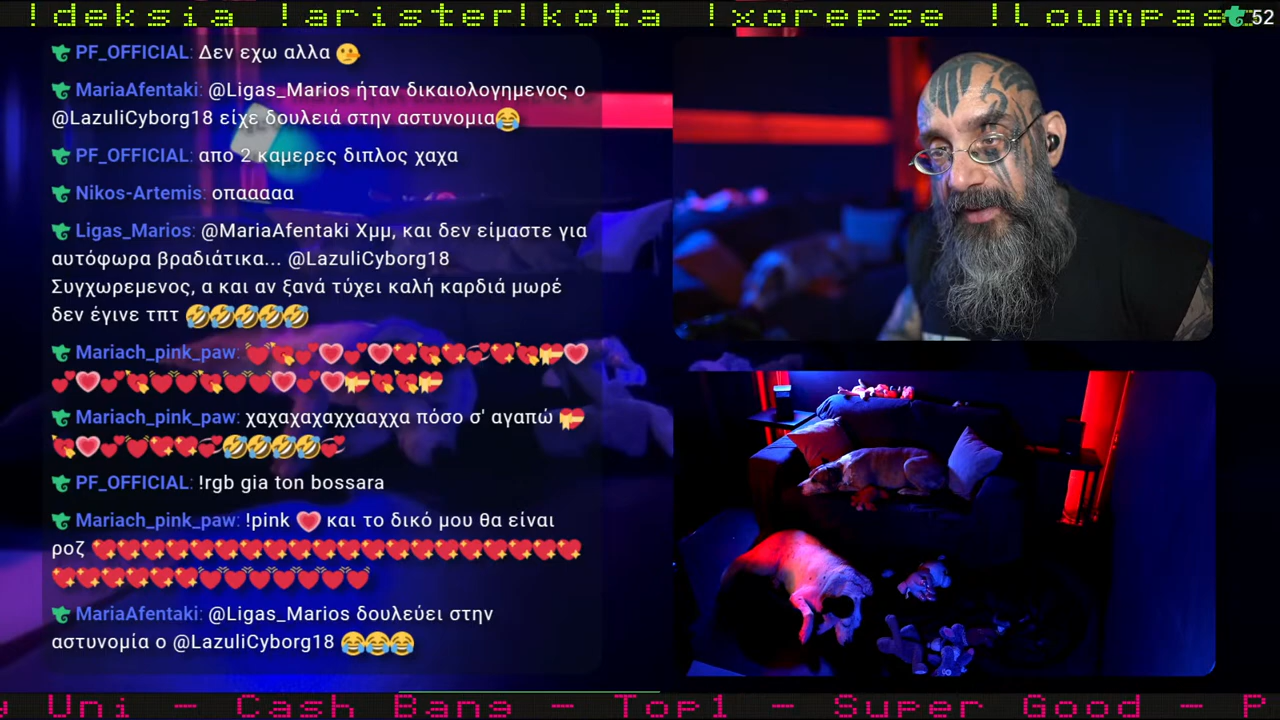 !deksia !arister!kota !xorepse !loumpas
52
PF_OFFICIAL: Δεν εχω αλλα 🤒
MariaAfentaki: @Ligas_Marios ήταν δικαιολογημενος ο
@LazuliCyborg18 είχε δουλειά στην αστυνομια😂
PF_OFFICIAL: απο 2 καμερες διπλος χαχα
Nikos-Artemis: οπααααα
Ligas_Marios: @MariaAfentaki Χμμ, και δεν είμαστε για
αυτόφωρα βραδιάτικα... @LazuliCyborg18
Συγχωρεμενος, α και αν ξανά τύχει καλή καρδιά μωρέ
δεν έγινε τπτ 🤣🤣🤣🤣🤣
Mariach_pink_paw:
Mariach_pink_paw: χαχαχαχαχχααχχα πόσο σ' αγαπώ
PF_OFFICIAL: !rgb gia ton bossara
Mariach_pink_paw: !pink και το δικό μου θα είναι
ροζ
MariaAfentaki: @Ligas_Marios δουλεύει στην
αστυνομία ο @LazuliCyborg18 😂😂😂
Uni - Cash Bang - Top1 - Super Good - P